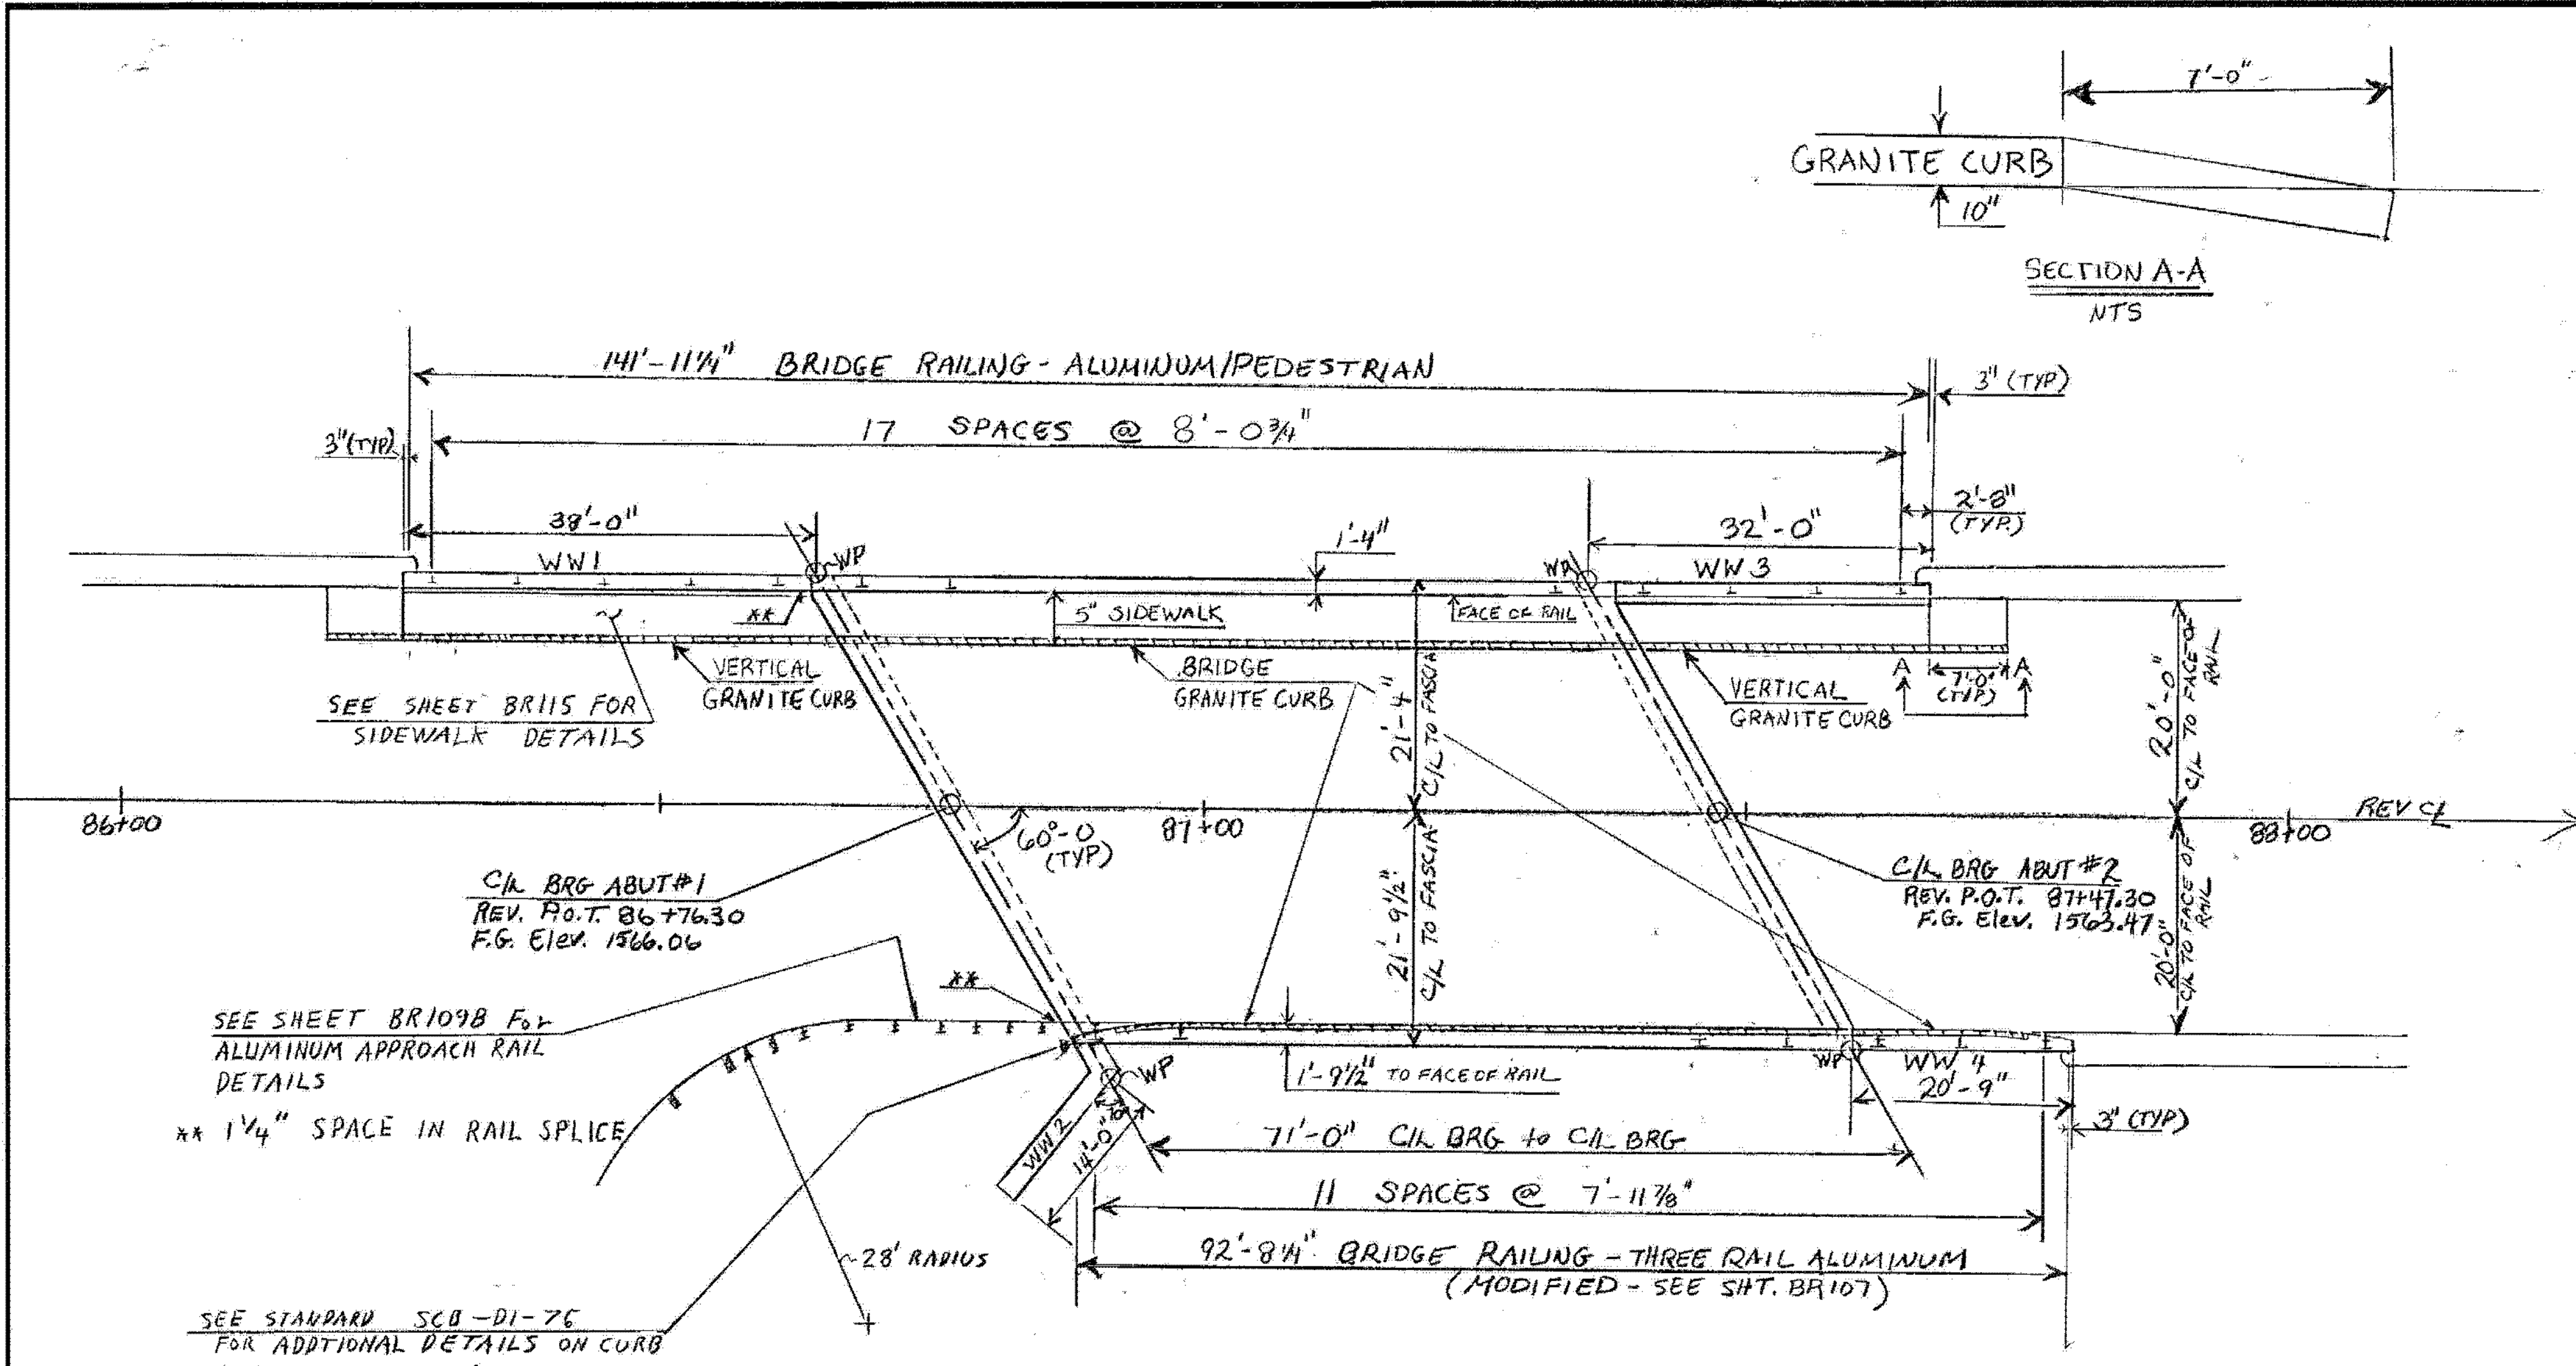 7'-0"
GRANITE CURB
10"
SECTION A-A
NTS
141'-11¼" BRIDGE RAILING - ALUMINUM/PEDESTRIAN
3" (TYP)
17 SPACES @ 8'-0¾"
3" (TYP)
2'-8"
(TYP.)
38'-0"
32'-0"
1'-4"
WW1
WP
WP
WW3
**
5" SIDEWALK
FACE OF RAIL
VERTICAL
GRANITE CURB
BRIDGE
GRANITE CURB
VERTICAL
GRANITE CURB
A
7'-0"
(TYP)
A
SEE SHEET BR115 FOR
SIDEWALK DETAILS
21'-4"
C/L TO FASCIA
20'-0"
C/L TO FACE OF
RAIL
86+00
87+00
88+00
REV C/L
60°-0
(TYP)
C/L BRG ABUT #1
REV. P.O.T. 86+76.30
F.G. Elev. 1566.06
21'-9½"
C/L TO FASCIA
C/L BRG ABUT #2
REV. P.O.T. 87+47.30
F.G. Elev. 1563.47
20'-0"
C/L TO FACE OF
RAIL
**
SEE SHEET BR109B For
ALUMINUM APPROACH RAIL
DETAILS
** 1¼" SPACE IN RAIL SPLICE
WP
1'-9½" TO FACE OF RAIL
WP
WW 4
20'-9"
3" (TYP)
WW2
14'-0"
71'-0" C/L BRG to C/L BRG
11 SPACES @ 7'-11⅞"
92'-8¼" BRIDGE RAILING - THREE RAIL ALUMINUM
(MODIFIED - SEE SHT. BR107)
~28' RADIUS
SEE STANDARD SCB-D1-76
FOR ADDTIONAL DETAILS ON CURB